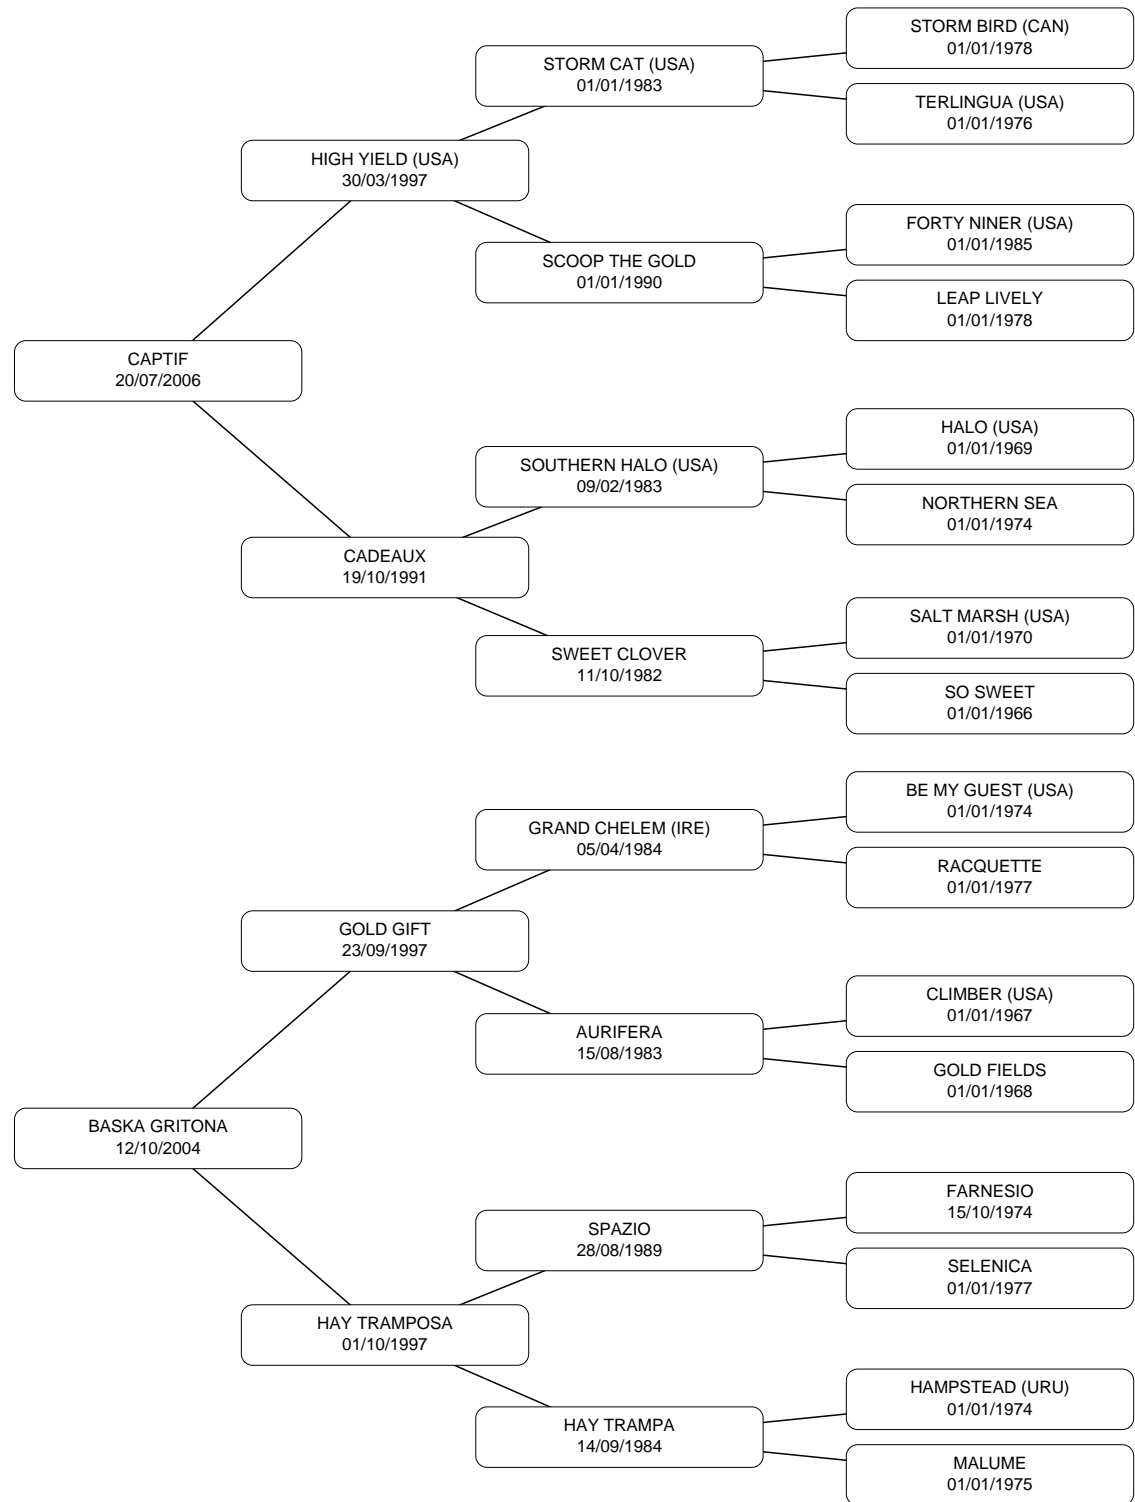 STORM BIRD (CAN)
01/01/1978
STORM CAT (USA)
01/01/1983
TERLINGUA (USA)
01/01/1976
HIGH YIELD (USA)
30/03/1997
FORTY NINER (USA)
01/01/1985
SCOOP THE GOLD
01/01/1990
LEAP LIVELY
01/01/1978
CAPTIF
20/07/2006
HALO (USA)
01/01/1969
SOUTHERN HALO (USA)
09/02/1983
NORTHERN SEA
01/01/1974
CADEAUX
19/10/1991
SALT MARSH (USA)
01/01/1970
SWEET CLOVER
11/10/1982
SO SWEET
01/01/1966
BE MY GUEST (USA)
01/01/1974
GRAND CHELEM (IRE)
05/04/1984
RACQUETTE
01/01/1977
GOLD GIFT
23/09/1997
CLIMBER (USA)
01/01/1967
AURIFERA
15/08/1983
GOLD FIELDS
01/01/1968
BASKA GRITONA
12/10/2004
FARNESIO
15/10/1974
SPAZIO
28/08/1989
SELENICA
01/01/1977
HAY TRAMPOSA
01/10/1997
HAMPSTEAD (URU)
01/01/1974
HAY TRAMPA
14/09/1984
MALUME
01/01/1975